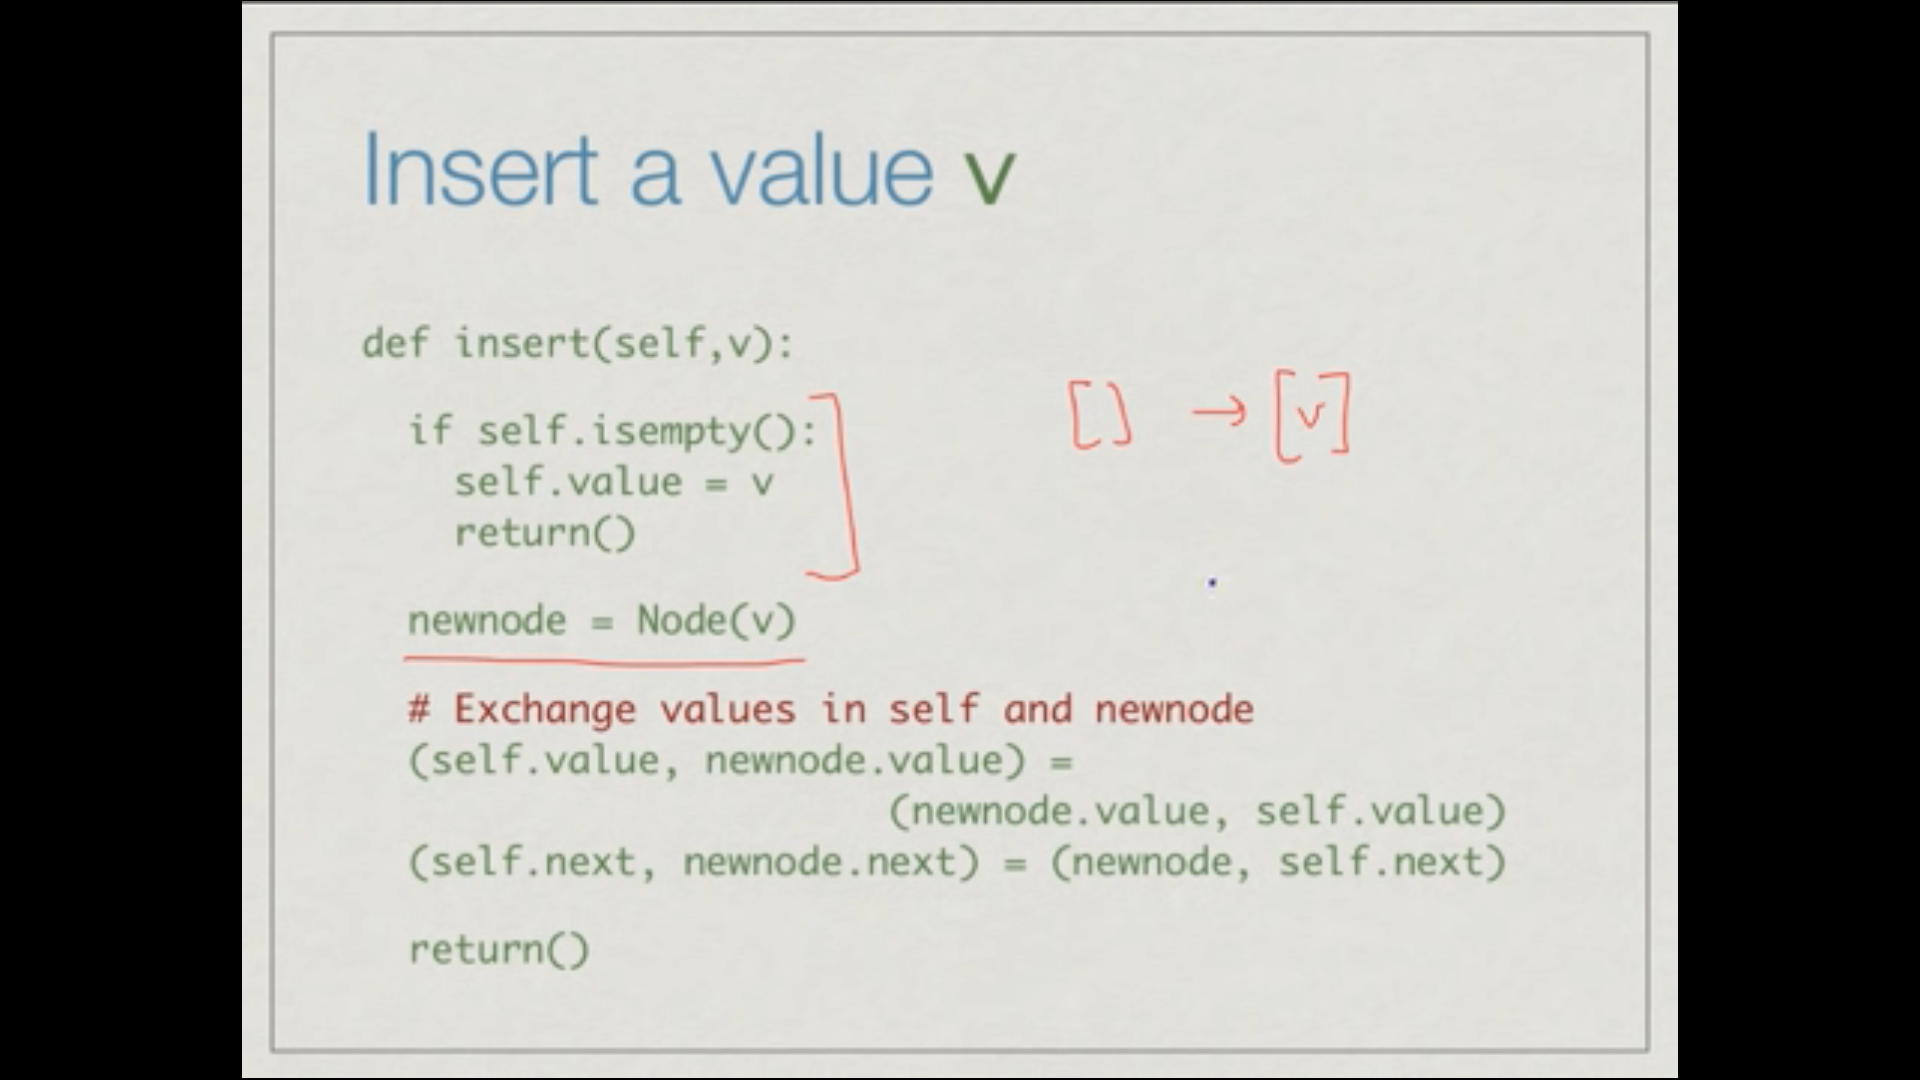 Insert a value v
def insert(self,v):
if self.isempty():
self.value = v
return()
[] → [v]
newnode = Node(v)
# Exchange values in self and newnode
(self.value, newnode.value) =
(newnode.value, self.value)
(self.next, newnode.next) = (newnode, self.next)
return()